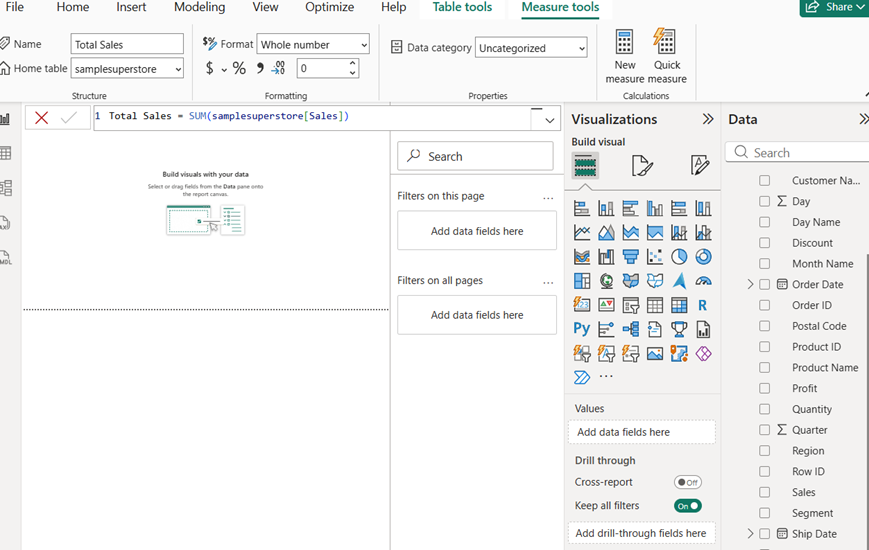 File Home Insert Modeling View Optimize Help Table tools Measure tools Share
Name Total Sales
Format Whole number
Data category Uncategorized
New measure
Quick measure
Home table samplesuperstore
$ % 9 .00 0
Structure Formatting Properties Calculations
1 Total Sales = SUM(samplesuperstore[Sales])
Build visuals with your data
Select or drag fields from the Data pane onto
the report canvas.
Search
Filters on this page ...
Add data fields here
Filters on all pages ...
Add data fields here
Visualizations
Build visual
123
R
Py
...
Values
Add data fields here
Drill through
Cross-report Off
Keep all filters On
Add drill-through fields here
Data
Search
Customer Na...
Σ Day
Day Name
Discount
Month Name
Order Date
Order ID
Postal Code
Product ID
Product Name
Profit
Quantity
Σ Quarter
Region
Row ID
Sales
Segment
Ship Date